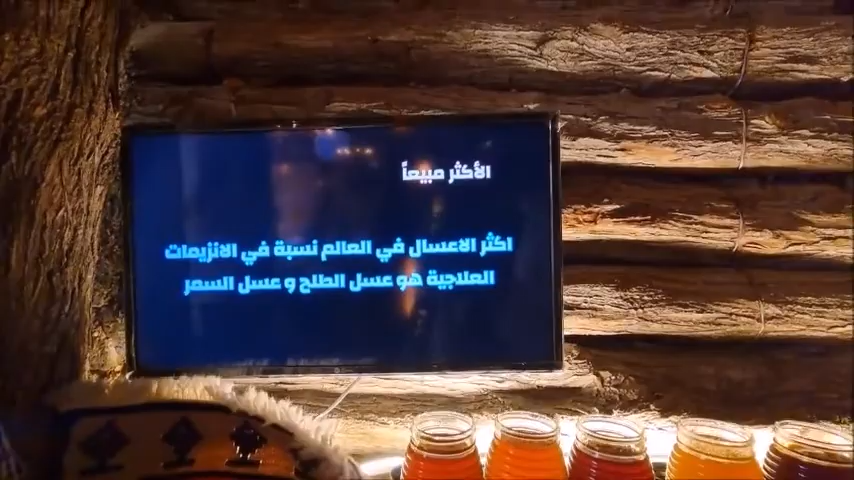 الأكثر مبيعاً
اكثر الاعسال في العالم نسبة في الانزيمات
العلاجية هو عسل الطلح و عسل السمر